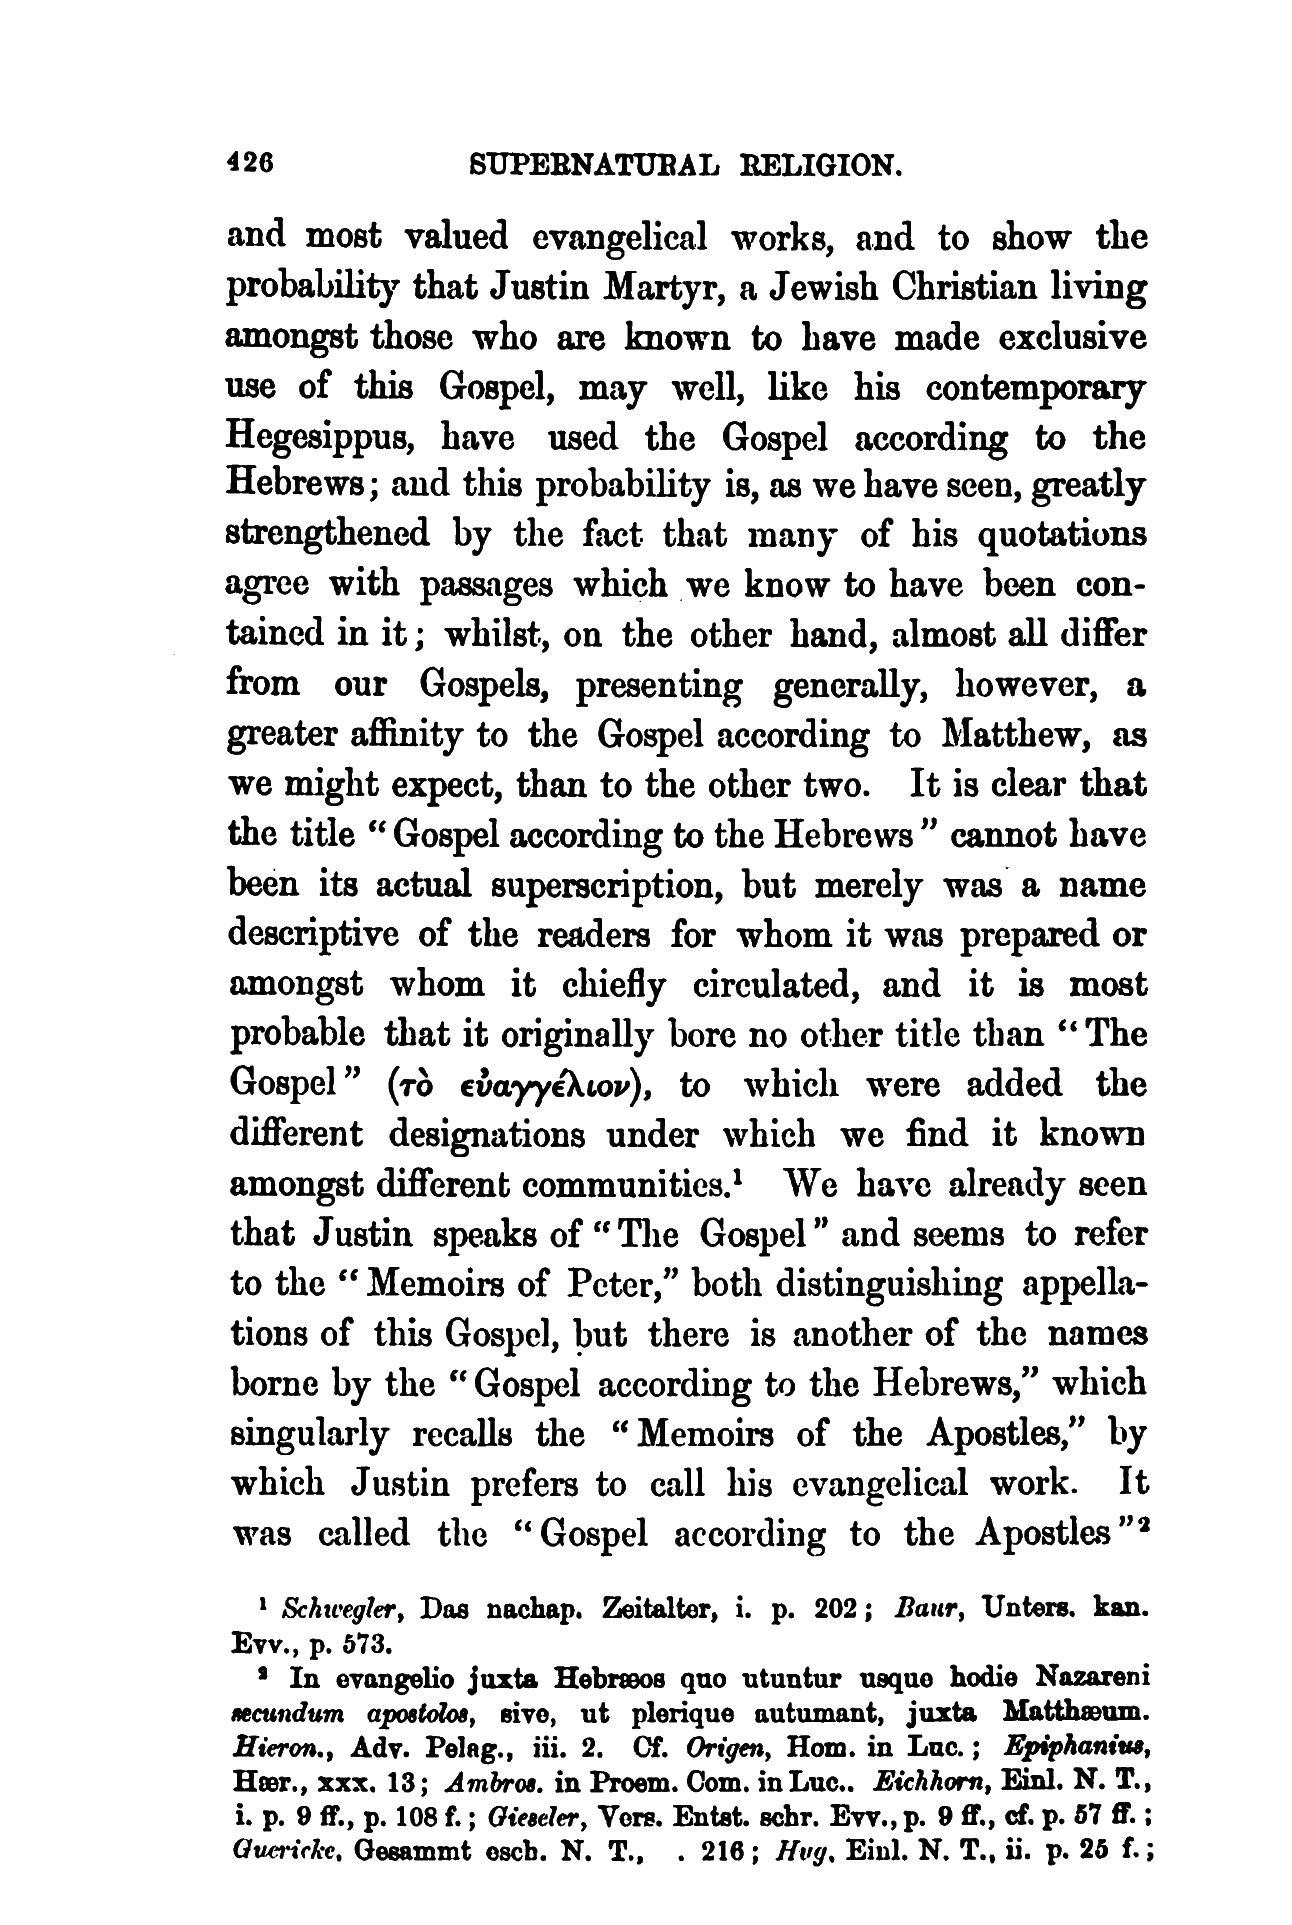 426 SUPERNATURAL RELIGION.
and most valued evangelical works, and to show the
probability that Justin Martyr, a Jewish Christian living
amongst those who are known to have made exclusive
use of this Gospel, may well, like his contemporary
Hegesippus, have used the Gospel according to the
Hebrews; and this probability is, as we have seen, greatly
strengthened by the fact that many of his quotations
agree with passages which we know to have been con-
tained in it; whilst, on the other hand, almost all differ
from our Gospels, presenting generally, however, a
greater affinity to the Gospel according to Matthew, as
we might expect, than to the other two. It is clear that
the title “Gospel according to the Hebrews” cannot have
been its actual superscription, but merely was a name
descriptive of the readers for whom it was prepared or
amongst whom it chiefly circulated, and it is most
probable that it originally bore no other title than “The
Gospel” (τὸ εὐαγγέλιον), to which were added the
different designations under which we find it known
amongst different communities.¹ We have already seen
that Justin speaks of “The Gospel” and seems to refer
to the “Memoirs of Peter,” both distinguishing appella-
tions of this Gospel, but there is another of the names
borne by the “Gospel according to the Hebrews,” which
singularly recalls the “Memoirs of the Apostles,” by
which Justin prefers to call his evangelical work. It
was called the “Gospel according to the Apostles”²
¹ Schwegler, Das nachap. Zeitalter, i. p. 202; Baur, Unters. kan.
Evv., p. 573.
² In evangelio juxta Hebræos quo utuntur usque hodie Nazareni
secundum apostolos, sive, ut plerique autumant, juxta Matthæum.
Hieron., Adv. Pelag., iii. 2. Cf. Origen, Hom. in Luc.; Epiphanius,
Hær., xxx. 13; Ambros. in Proem. Com. in Luc.. Eichhorn, Einl. N. T.,
i. p. 9 ff., p. 108 f.; Gieseler, Vers. Entst. schr. Evv., p. 9 ff., cf. p. 57 ff.;
Guericke, Gesammt esch. N. T., . 216; Hug, Einl. N. T., ii. p. 25 f.;